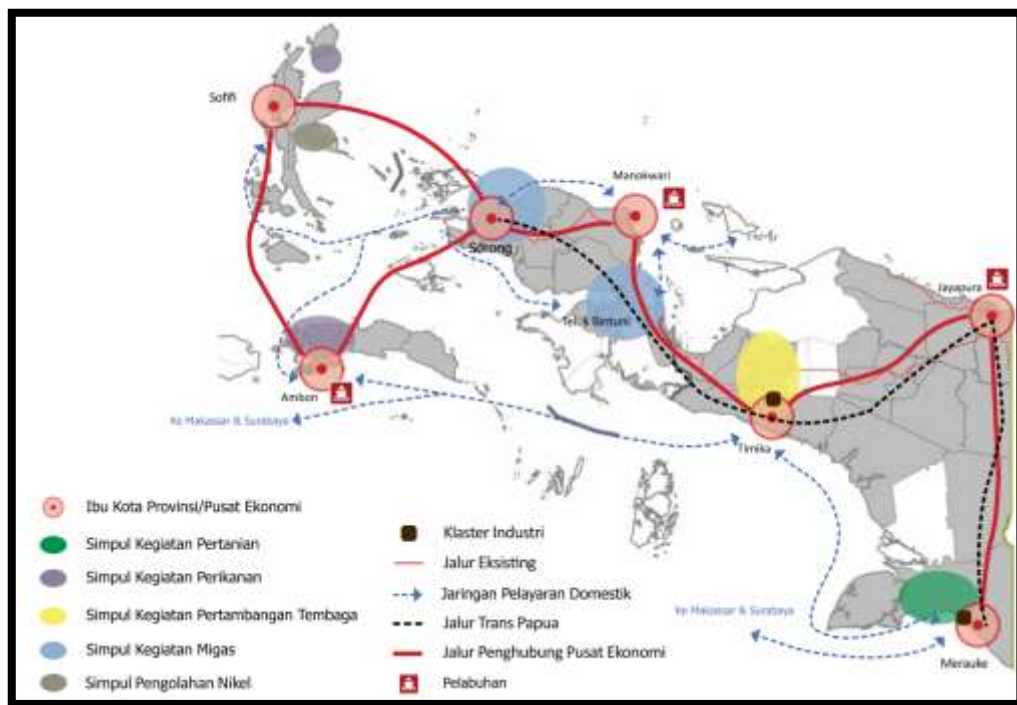 Sofifi
Manokwari
Sorong
Jayapura
Teluk Bintuni
Ambon
Ke Makassar & Surabaya
Timika
Ke Makassar & Surabaya
Merauke
Ibu Kota Provinsi/Pusat Ekonomi
Simpul Kegiatan Pertanian
Simpul Kegiatan Perikanan
Simpul Kegiatan Pertambangan Tembaga
Simpul Kegiatan Migas
Simpul Pengolahan Nikel
Klaster Industri
Jalur Eksisting
Jaringan Pelayaran Domestik
Jalur Trans Papua
Jalur Penghubung Pusat Ekonomi
Pelabuhan